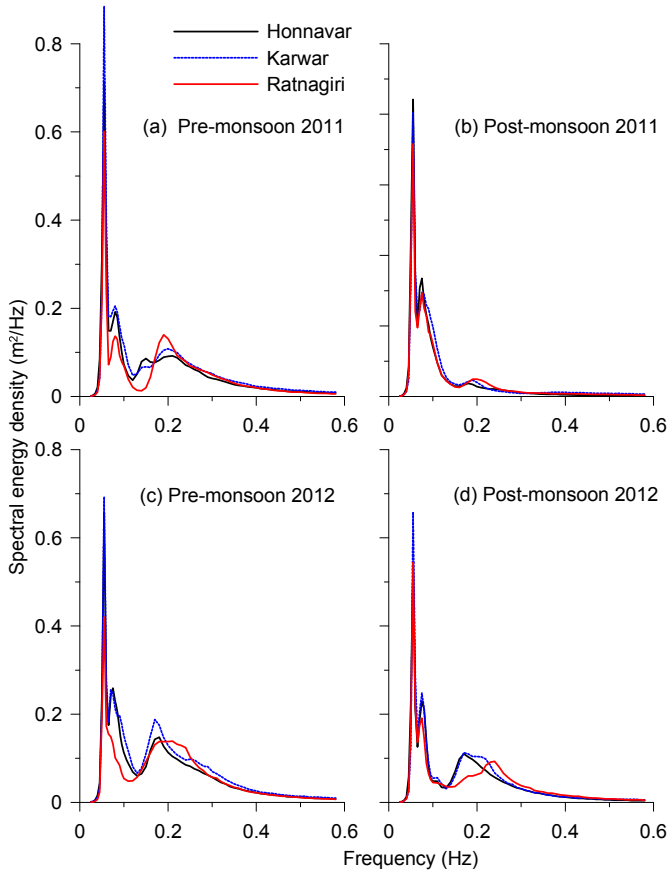 0.8
Honnavar
Karwar
Ratnagiri
(a) Pre-monsoon 2011
(b) Post-monsoon 2011
0.6
0.4
0.2
0
0 0.2 0.4 0.6
0 0.2 0.4 0.6
Spectral energy density (m²/Hz)
0.8
(c) Pre-monsoon 2012
(d) Post-monsoon 2012
0.6
0.4
0.2
0
0 0.2 0.4 0.6
0 0.2 0.4 0.6
Frequency (Hz)